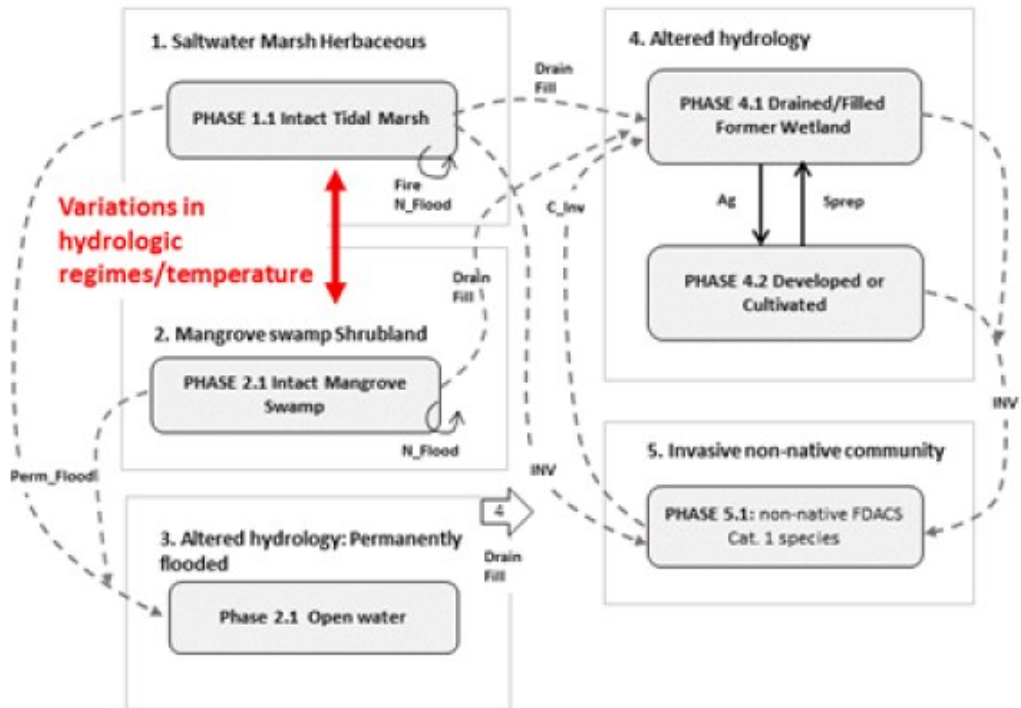 1. Saltwater Marsh Herbaceous
PHASE 1.1 Intact Tidal Marsh
Fire
N_Flood
Variations in
hydrologic
regimes/temperature
2. Mangrove swamp Shrubland
PHASE 2.1 Intact Mangrove
Swamp
N_Flood
Perm_Flood
3. Altered hydrology: Permanently
flooded
Phase 2.1 Open water
4
Drain
Fill
Drain
Fill
Drain
Fill
C_Inv
INV
4. Altered hydrology
PHASE 4.1 Drained/Filled
Former Wetland
Ag
Sprep
PHASE 4.2 Developed or
Cultivated
INV
5. Invasive non-native community
PHASE 5.1: non-native FDACS
Cat. 1 species